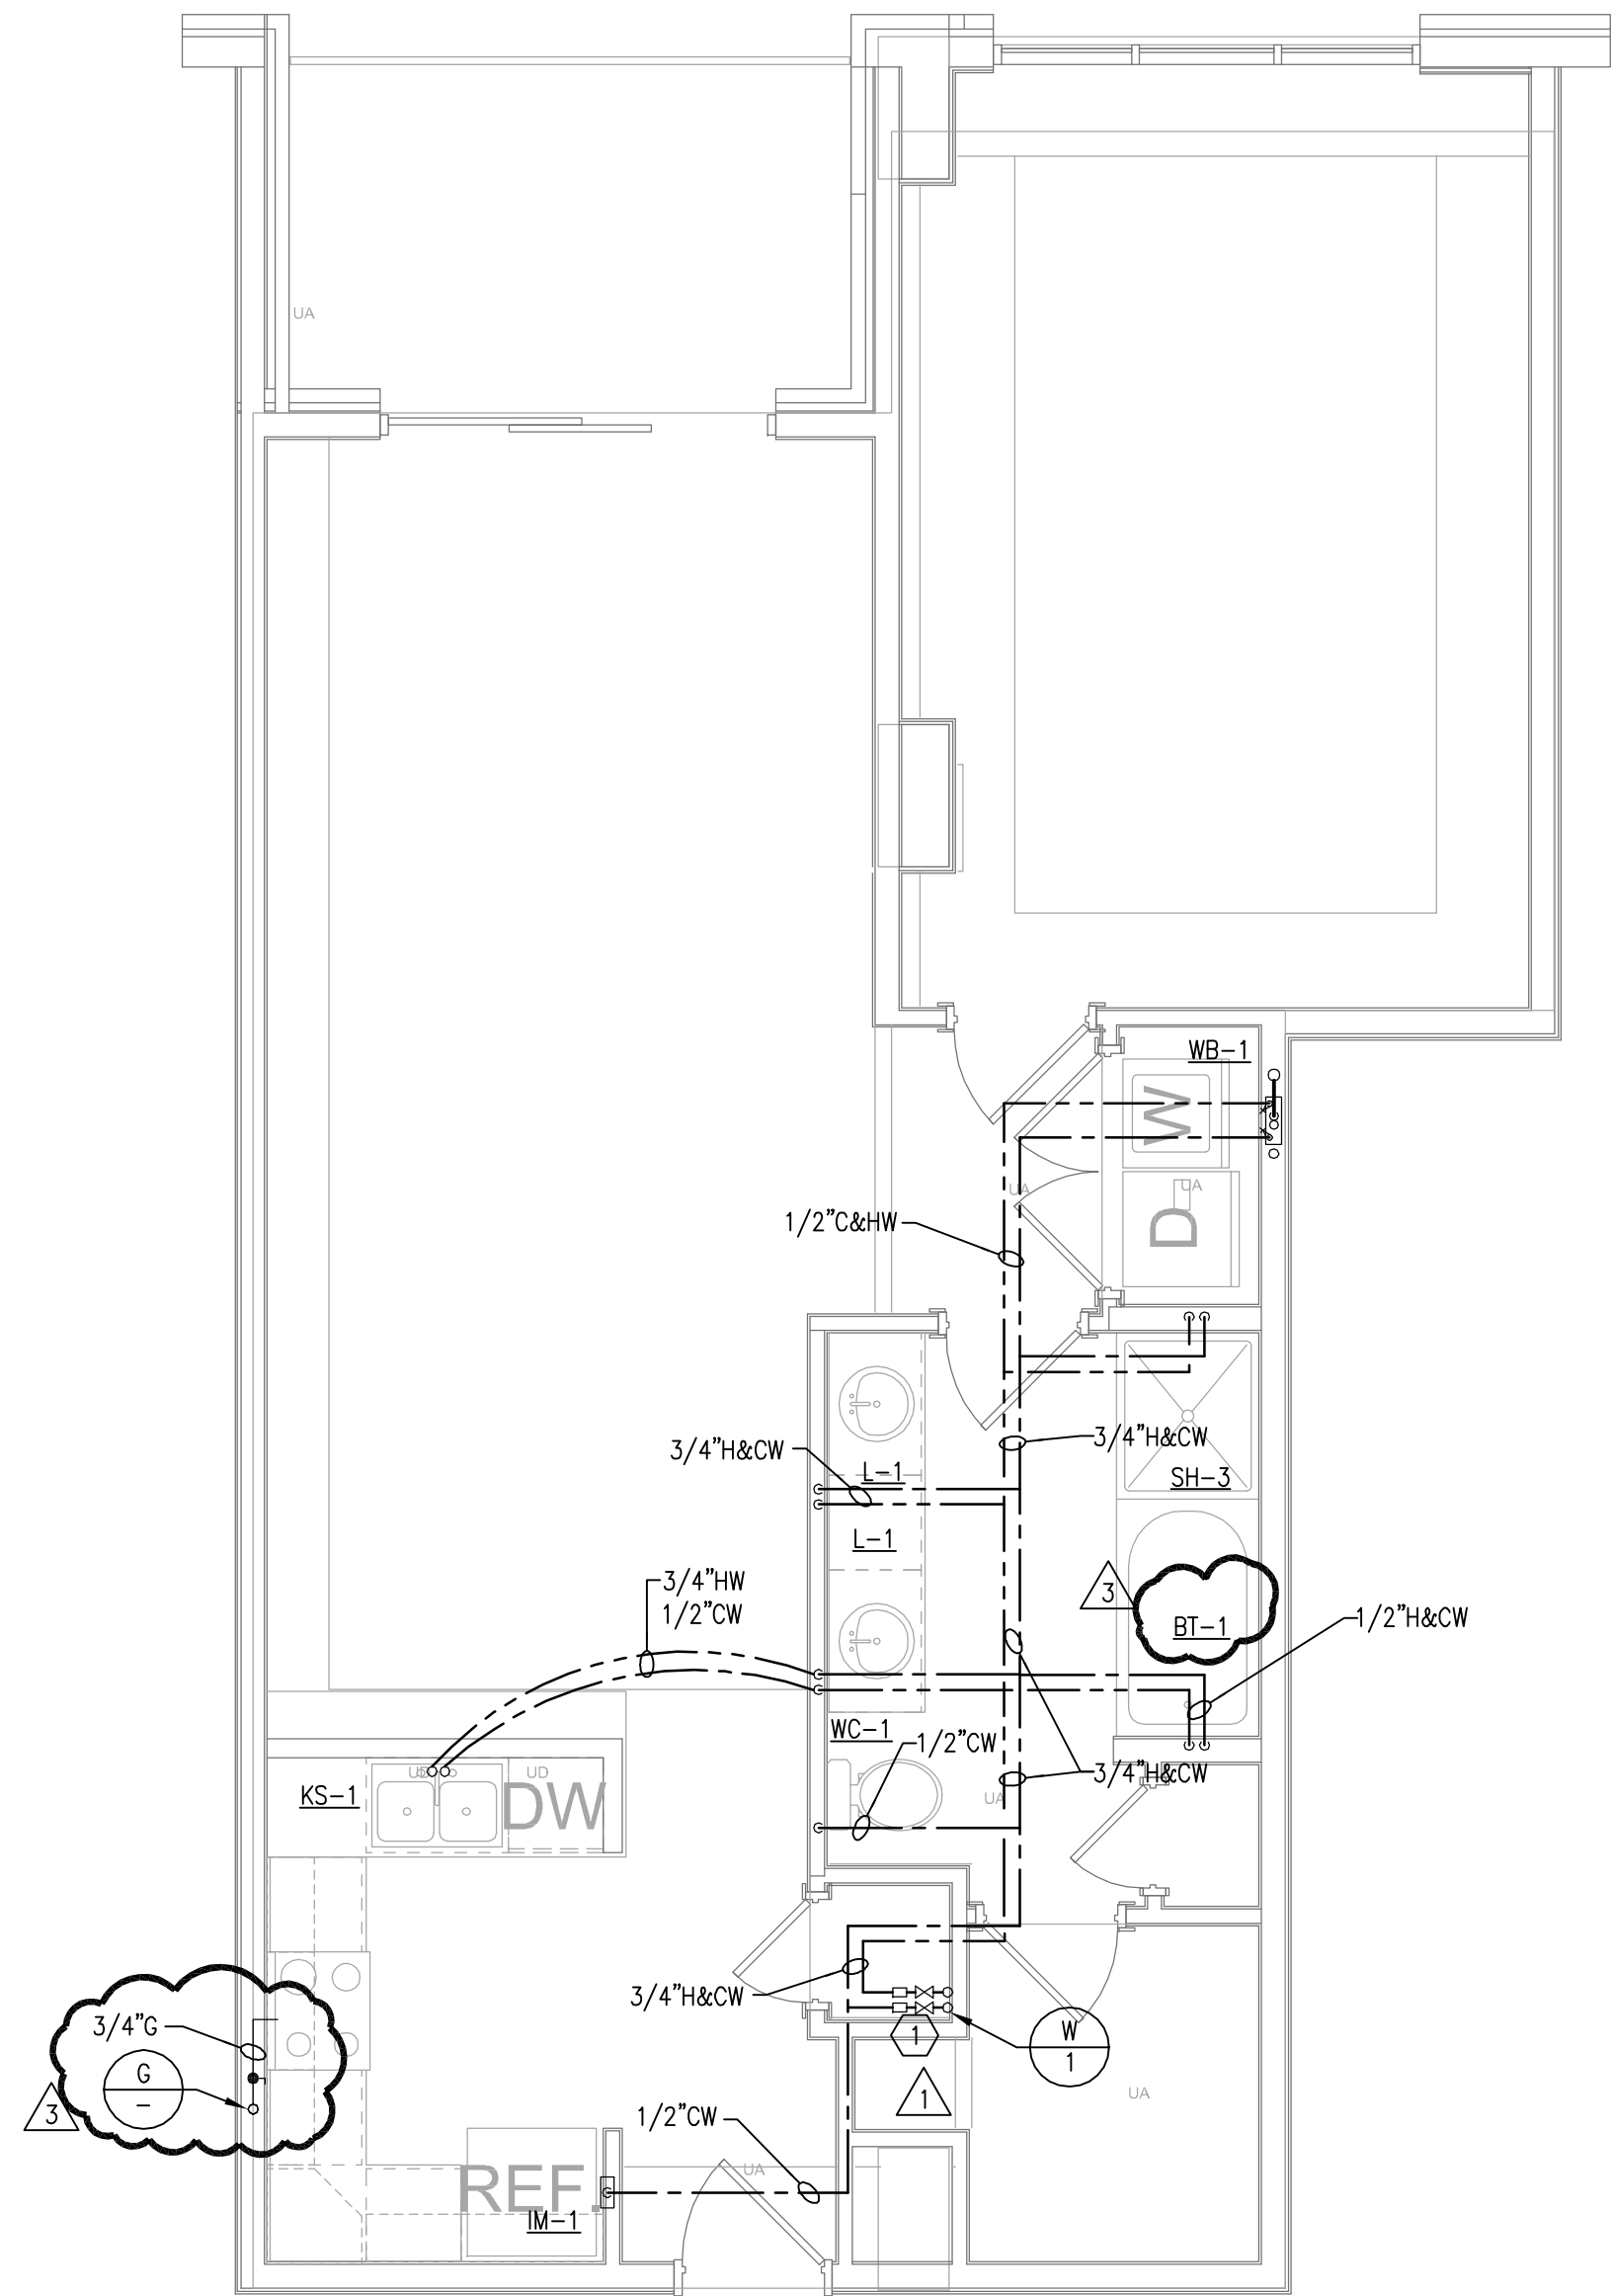 UA
WB-1
W
UA
UA
D
1/2"C&HW
3/4"H&CW
3/4"H&CW
L-1
SH-3
L-1
3/4"HW
1/2"CW
3
BT-1
1/2"H&CW
WC-1
1/2"CW
3/4"H&CW
UD
UD
KS-1
DW
UA
3/4"H&CW
3/4"G
1
W
1
G
-
3
1
UA
1/2"CW
UA
REF.
IM-1